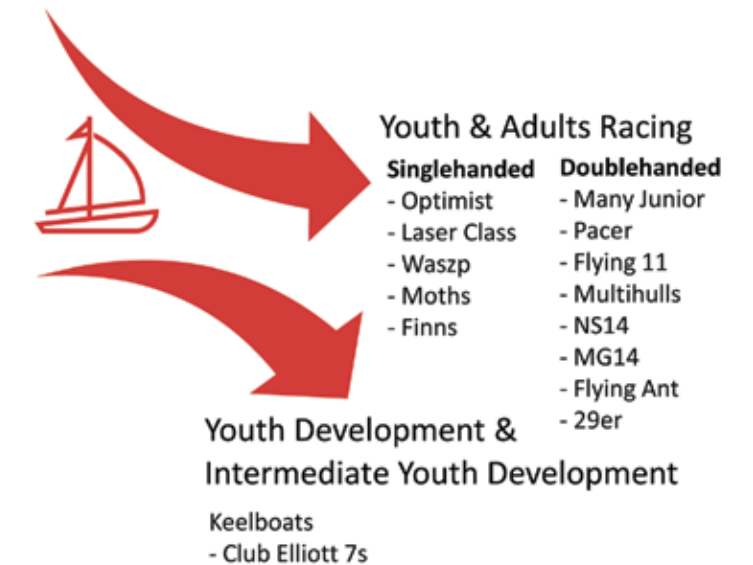 Youth & Adults Racing
Singlehanded
- Optimist
- Laser Class
- Waszp
- Moths
- Finns
Doublehanded
- Many Junior
- Pacer
- Flying 11
- Multihulls
- NS14
- MG14
- Flying Ant
- 29er
Youth Development &
Intermediate Youth Development
Keelboats
- Club Elliott 7s